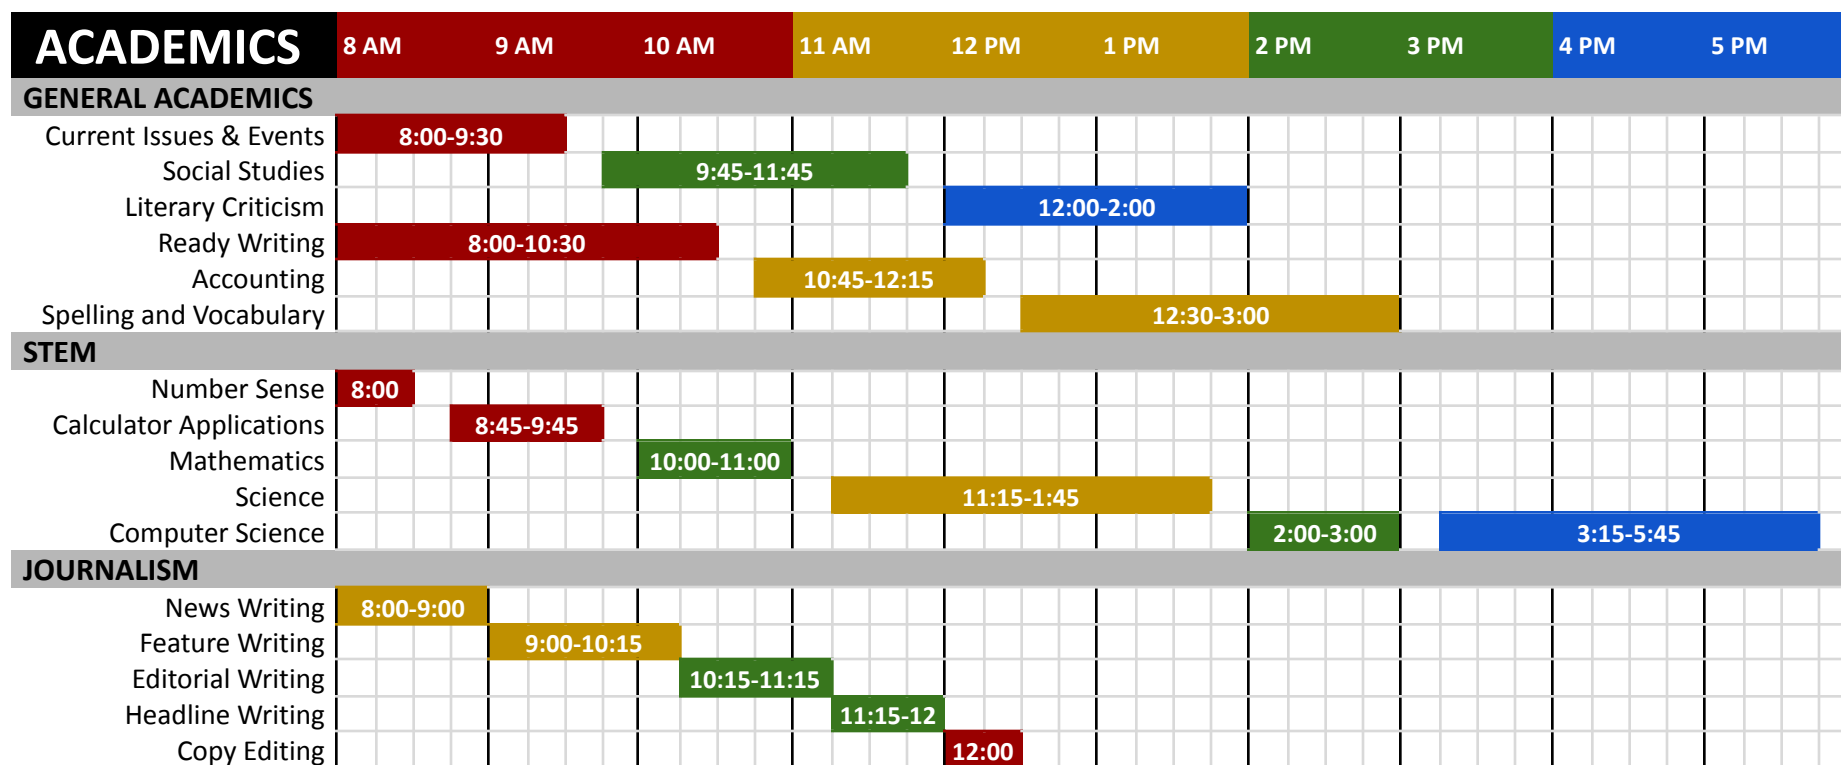 ACADEMICS 8 AM 9 AM 10 AM 11 AM 12 PM 1 PM 2 PM 3 PM 4 PM 5 PM
GENERAL ACADEMICS
Current Issues & Events 8:00-9:30
Social Studies 9:45-11:45
Literary Criticism 12:00-2:00
Ready Writing 8:00-10:30
Accounting 10:45-12:15
Spelling and Vocabulary 12:30-3:00
STEM
Number Sense 8:00
Calculator Applications 8:45-9:45
Mathematics 10:00-11:00
Science 11:15-1:45
Computer Science 2:00-3:00 3:15-5:45
JOURNALISM
News Writing 8:00-9:00
Feature Writing 9:00-10:15
Editorial Writing 10:15-11:15
Headline Writing 11:15-12
Copy Editing 12:00